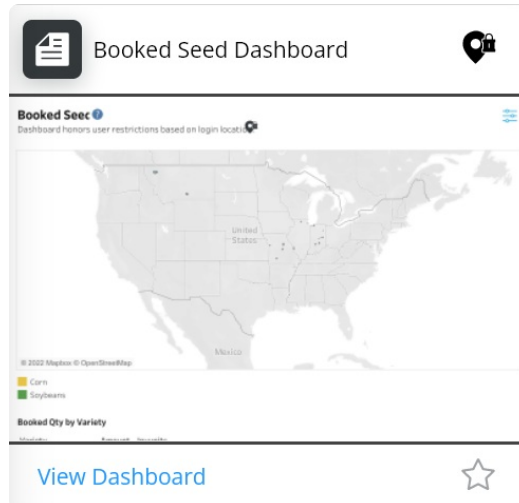 Booked Seed Dashboard
Booked Seec
Dashboard honors user restrictions based on login locati
United
States
Mexico
© 2022 Mapbox © OpenStreetMap
Corn
Soybeans
Booked Qty by Variety
View Dashboard